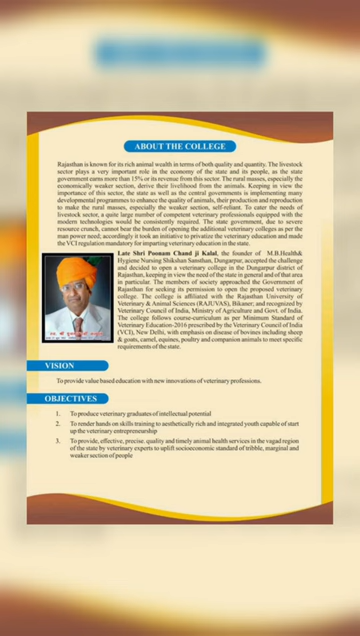 ABOUT THE COLLEGE
Rajasthan is known for its rich animal wealth in terms of both quality and quantity. The livestock
sector plays a very important role in the economy of the state and its people, as the state
government earns more than 15% or its revenue from this sector. The rural masses, especially the
economically weaker section, derive their livelihood from the animals. Keeping in view the
importance of this sector, the state as well as the central governments is implementing many
developmental programmes to enhance the quality of animals, their production and reproduction
to make the rural masses, especially the weaker section, self-reliant. To cater the needs of
livestock sector, a quite large number of competent veterinary professionals equipped with the
modern technologies would be consistently required. The state government, due to severe
resource crunch, cannot bear the burden of opening the additional veterinary colleges as per the
man power need; accordingly it took an initiative to privatize the veterinary education and made
the VCI regulation mandatory for imparting veterinary education in the state.
Late Shri Poonam Chand ji Kalal, the founder of M.B.Health&
Hygiene Nursing Shikshan Sansthan, Dungarpur, accepted the challenge
and decided to open a veterinary college in the Dungarpur district of
Rajasthan, keeping in view the need of the state in general and of that area
in particular. The members of society approached the Government of
Rajasthan for seeking its permission to open the proposed veterinary
college. The college is affiliated with the Rajasthan University of
Veterinary & Animal Sciences (RAJUVAS), Bikaner; and recognized by
Veterinary Council of India, Ministry of Agriculture and Govt. of India.
The college follows course-curriculum as per Minimum Standard of
Veterinary Education-2016 prescribed by the Veterinary Council of India
(VCI), New Delhi, with emphasis on disease of bovines including sheep
& goats, camel, equines, poultry and companion animals to meet specific
requirements of the state.
VISION
To provide value based education with new innovations of veterinary professions.
OBJECTIVES
1. To produce veterinary graduates of intellectual potential
2. To render hands on skills training to aesthetically rich and integrated youth capable of start
up the veterinary entrepreneurship
3. To provide, effective, precise. quality and timely animal health services in the vagad region
of the state by veterinary experts to uplift socioeconomic standard of tribble, marginal and
weaker section of people